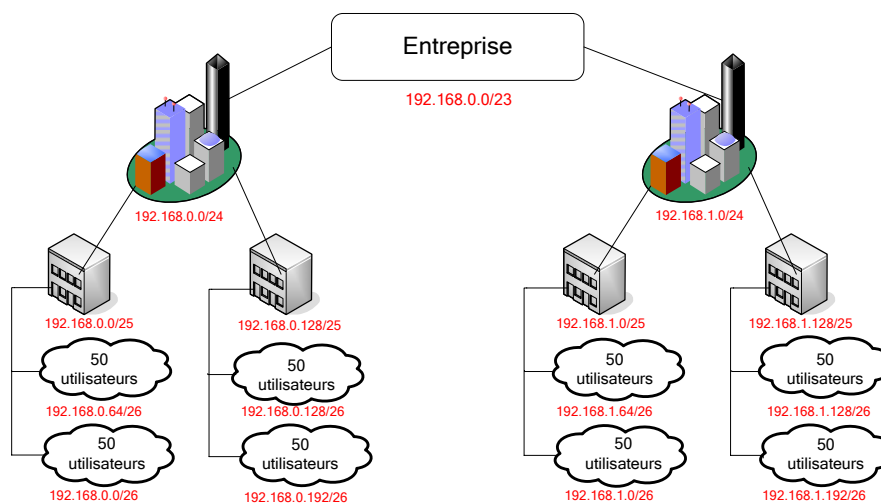 Entreprise
192.168.0.0/23
192.168.0.0/24
192.168.1.0/24
192.168.0.0/25
192.168.0.128/25
192.168.1.0/25
192.168.1.128/25
50
utilisateurs
192.168.0.64/26
50
utilisateurs
192.168.0.128/26
50
utilisateurs
192.168.1.64/26
50
utilisateurs
192.168.1.128/26
50
utilisateurs
192.168.0.0/26
50
utilisateurs
192.168.0.192/26
50
utilisateurs
192.168.1.0/26
50
utilisateurs
192.168.1.192/26